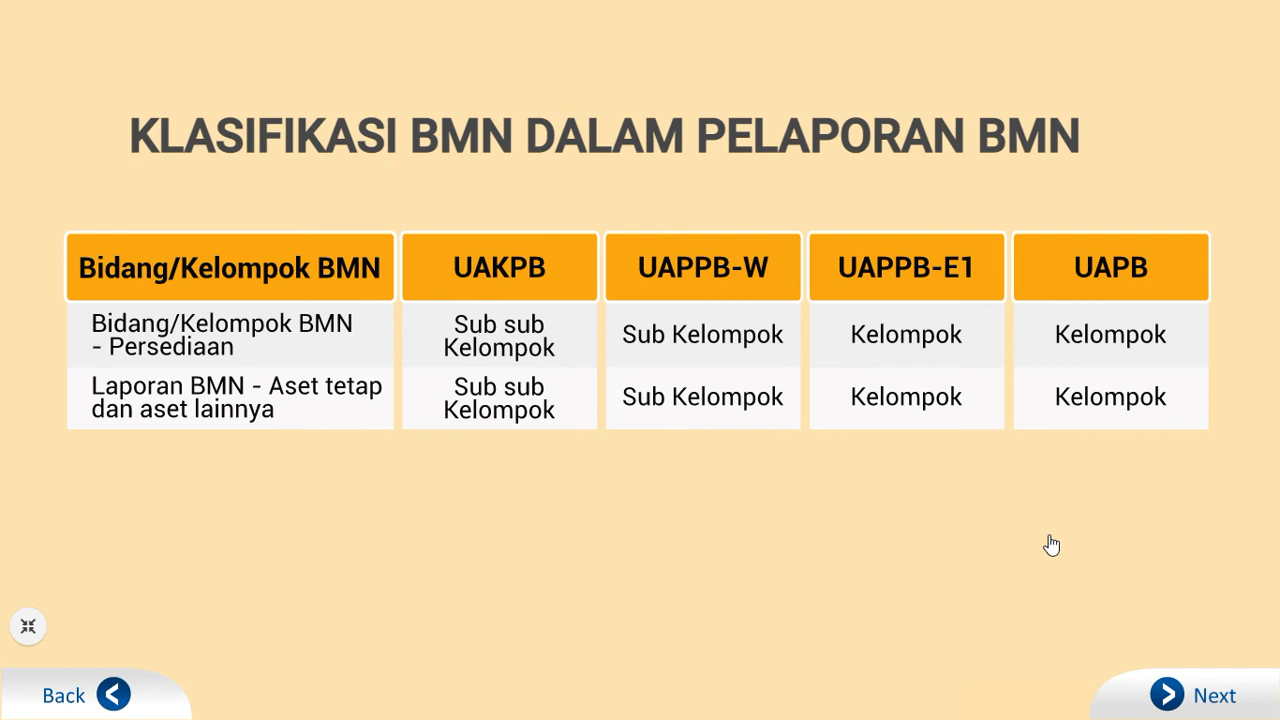 KLASIFIKASI BMN DALAM PELAPORAN BMN
Bidang/Kelompok BMN UAKPB UAPPB-W UAPPB-E1 UAPB
Bidang/Kelompok BMN
- Persediaan
Sub sub
Kelompok
Sub Kelompok
Kelompok
Kelompok
Laporan BMN - Aset tetap
dan aset lainnya
Sub sub
Kelompok
Sub Kelompok
Kelompok
Kelompok
Back
Next